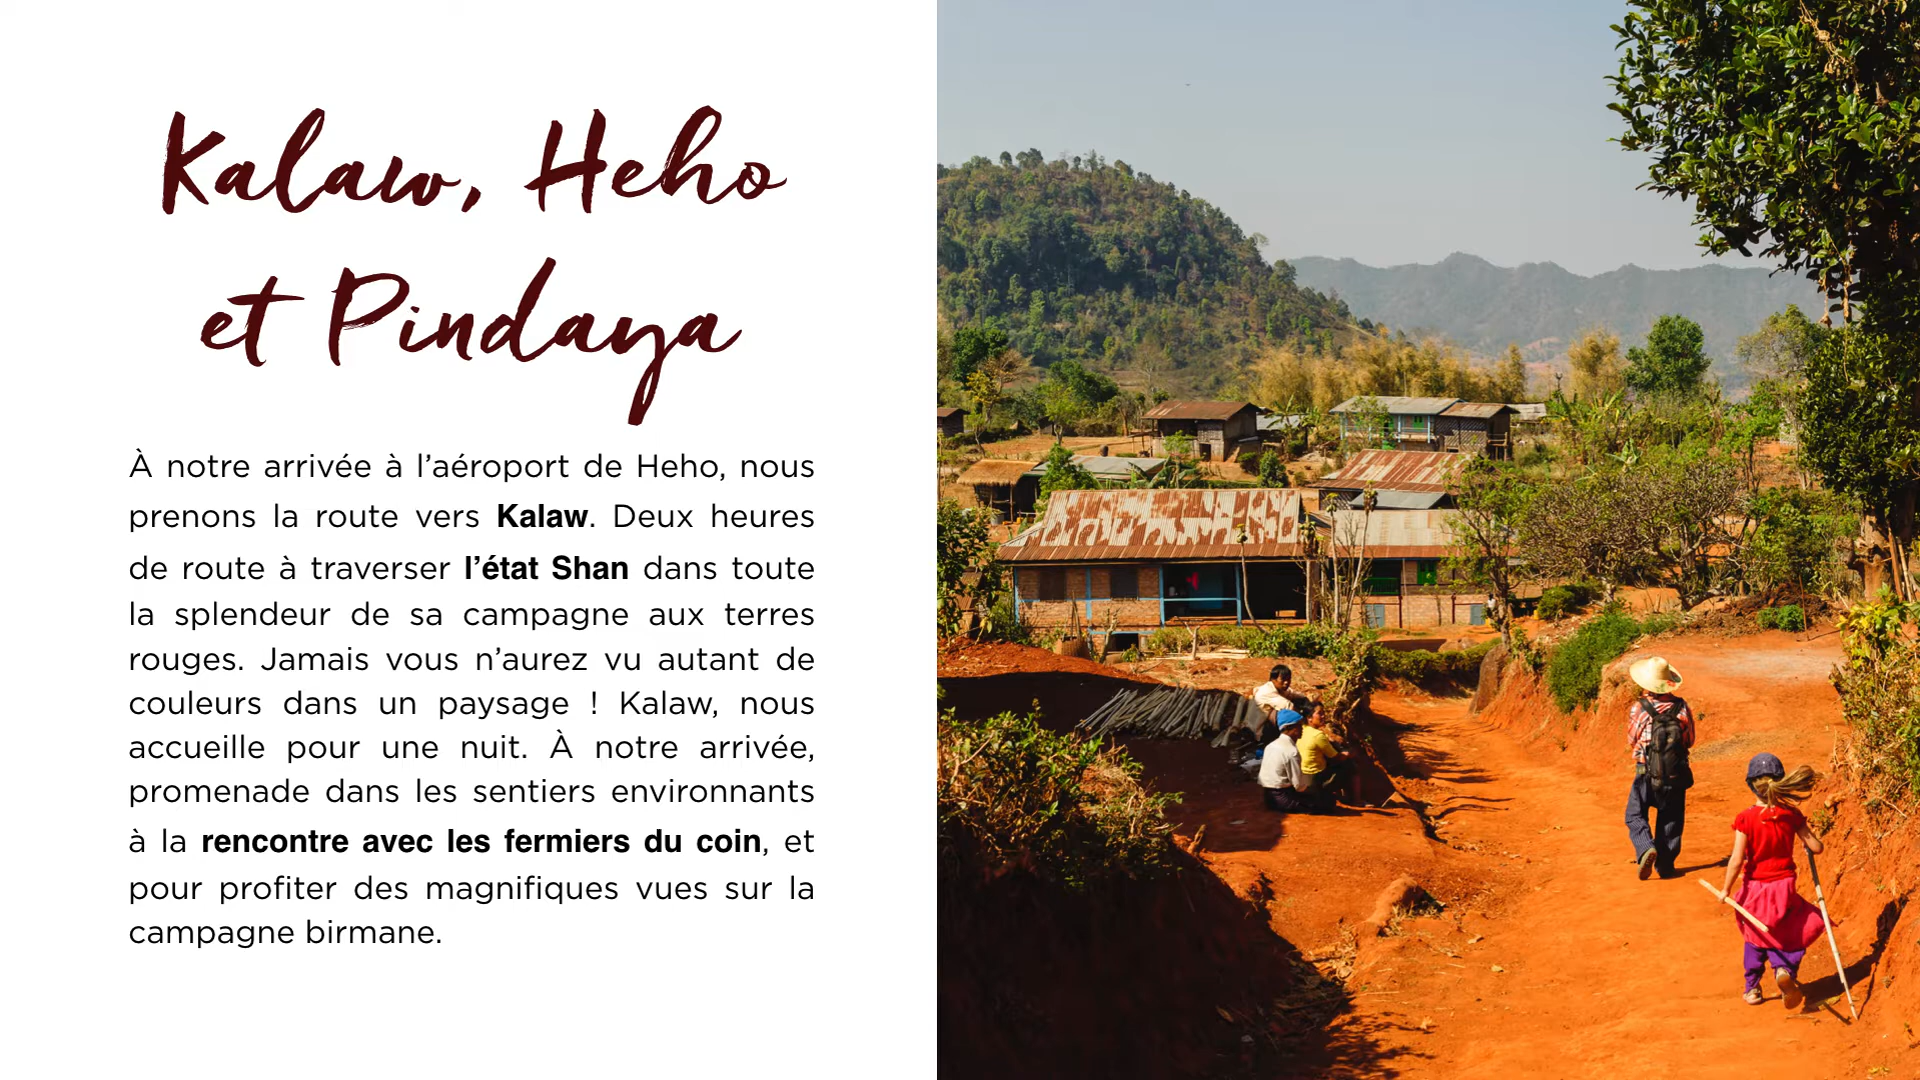 Kalaw, Heho
et Pindaya
À notre arrivée à l’aéroport de Heho, nous
prenons la route vers Kalaw. Deux heures
de route à traverser l’état Shan dans toute
la splendeur de sa campagne aux terres
rouges. Jamais vous n’aurez vu autant de
couleurs dans un paysage ! Kalaw, nous
accueille pour une nuit. À notre arrivée,
promenade dans les sentiers environnants
à la rencontre avec les fermiers du coin, et
pour profiter des magnifiques vues sur la
campagne birmane.